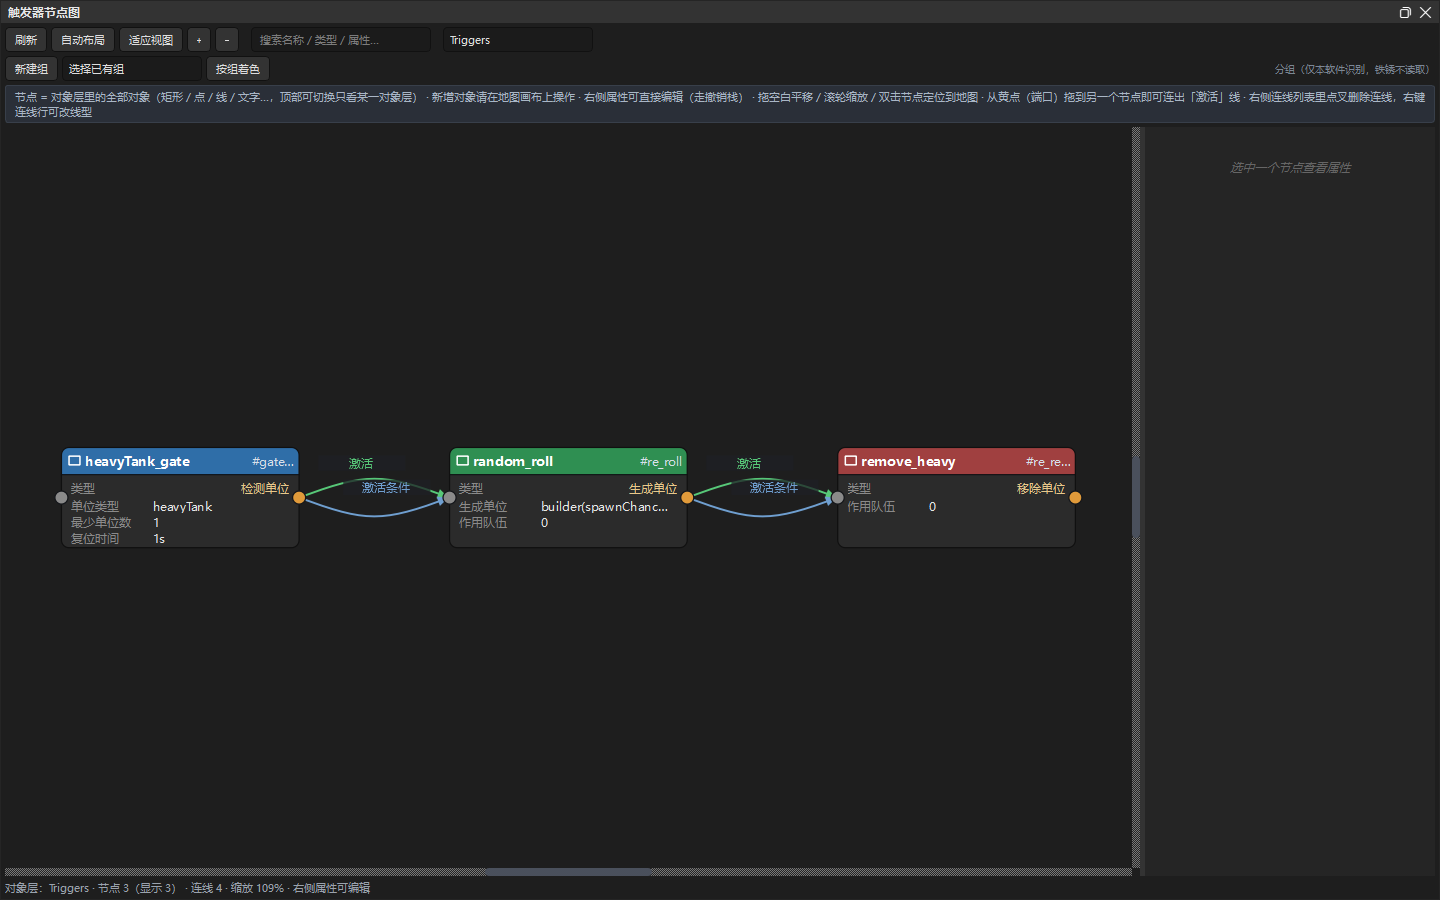 触发器节点图
刷新 自动布局 适应视图 + - 搜索名称 / 类型 / 属性... Triggers
新建组 选择已有组 按组着色 分组（仅本软件识别，铁锈不读取）
节点 = 对象层里的全部对象（矩形 / 点 / 线 / 文字...，顶部可切换只看某一对象层） · 新增对象请在地图画布上操作 · 右侧属性可直接编辑（走撤销栈） · 拖空白平移 / 滚轮缩放 / 双击节点定位到地图 · 从黄点（端口）拖到另一个节点即可连出「激活」线 · 右侧连线列表里点叉删除连线，右键
连线行可改线型
选中一个节点查看属性
heavyTank_gate #gate...
类型 检测单位
单位类型 heavyTank
最少单位数 1
复位时间 1s
激活
激活条件
random_roll #re_roll
类型 生成单位
生成单位 builder(spawnChanc...
作用队伍 0
激活
激活条件
remove_heavy #re_re...
类型 移除单位
作用队伍 0
对象层：Triggers · 节点 3（显示 3） · 连线 4 · 缩放 109% · 右侧属性可编辑